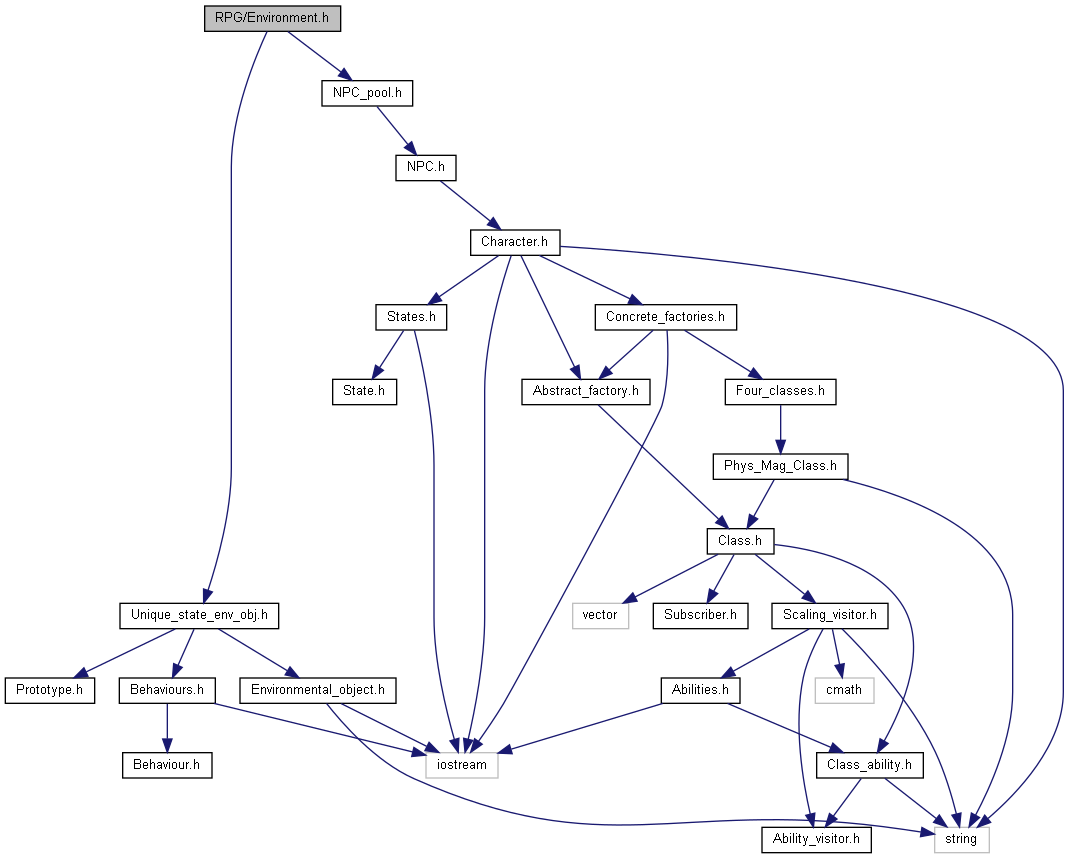 RPG/Environment.h
NPC_pool.h
NPC.h
Character.h
States.h
Concrete_factories.h
State.h
Abstract_factory.h
Four_classes.h
Phys_Mag_Class.h
Class.h
Unique_state_env_obj.h
vector
Subscriber.h
Scaling_visitor.h
Prototype.h
Behaviours.h
Environmental_object.h
Abilities.h
cmath
Behaviour.h
iostream
Class_ability.h
Ability_visitor.h
string